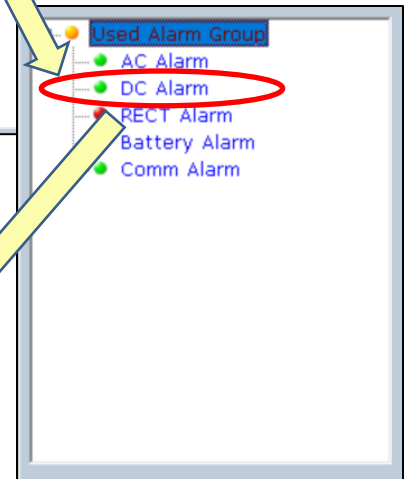 Used Alarm Group
AC Alarm
DC Alarm
RECT Alarm
Battery Alarm
Comm Alarm